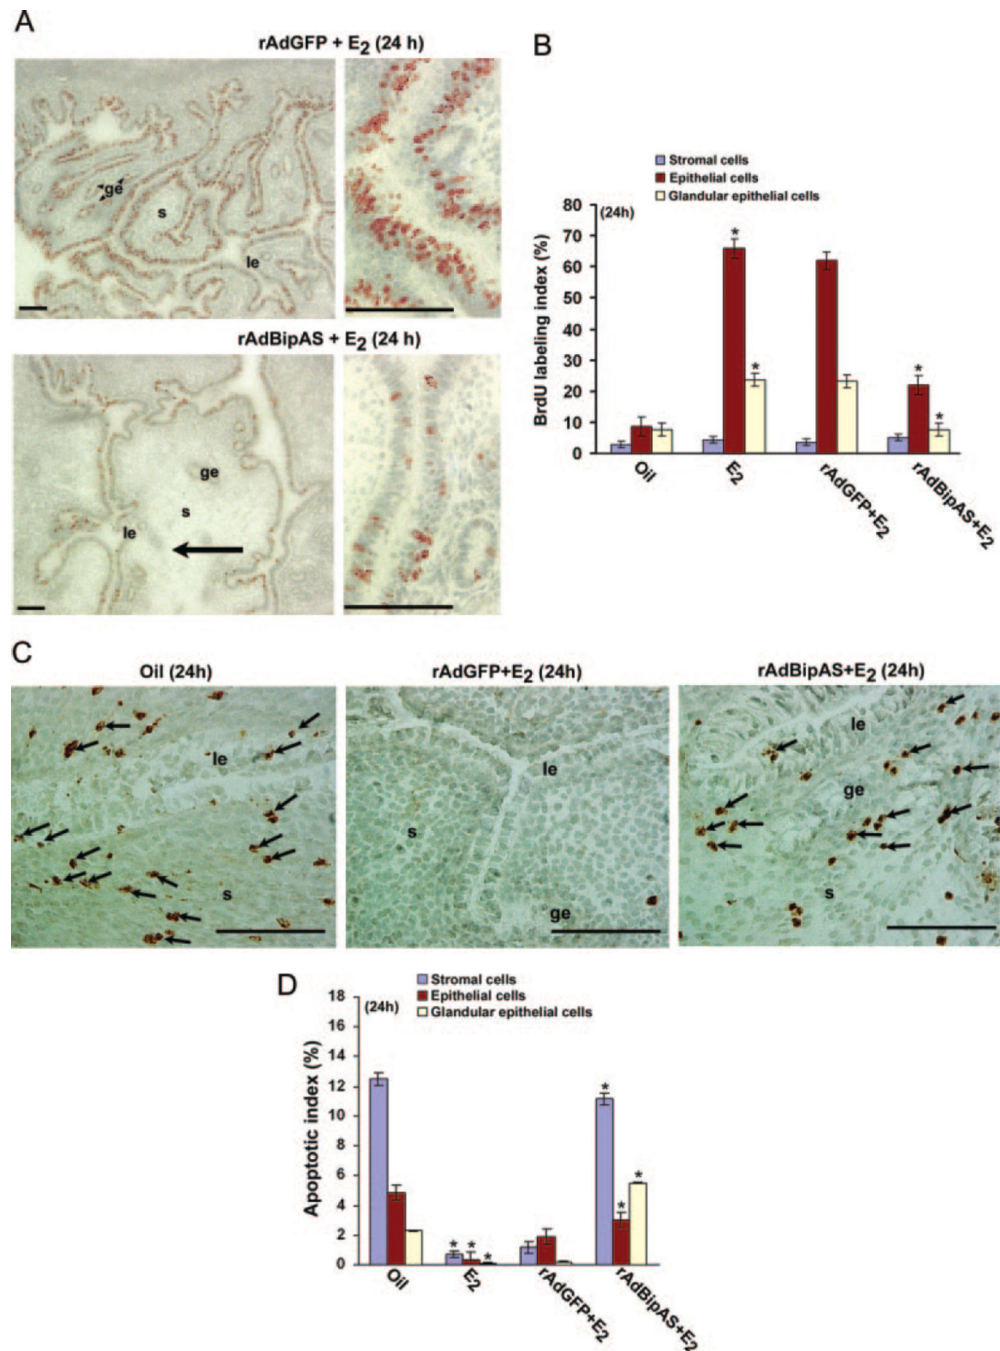 A
rAdGFP + E2 (24 h)
ge
s
le
rAdBipAS + E2 (24 h)
ge
s
le
B
Stromal cells
Epithelial cells
Glandular epithelial cells
(24h)
BrdU labeling index (%)
80
70
60
50
40
30
20
10
0
*
*
*
*
Oil
E2
rAdGFP+E2
rAdBipAS+E2
C
Oil (24h)
rAdGFP+E2 (24h)
rAdBipAS+E2 (24h)
le
s
le
s
ge
le
ge
s
D
Stromal cells
Epithelial cells
Glandular epithelial cells
(24h)
Apoptotic index (%)
18
16
14
12
10
8
6
4
2
0
* * *
*
*
*
Oil
E2
rAdGFP+E2
rAdBipAS+E2